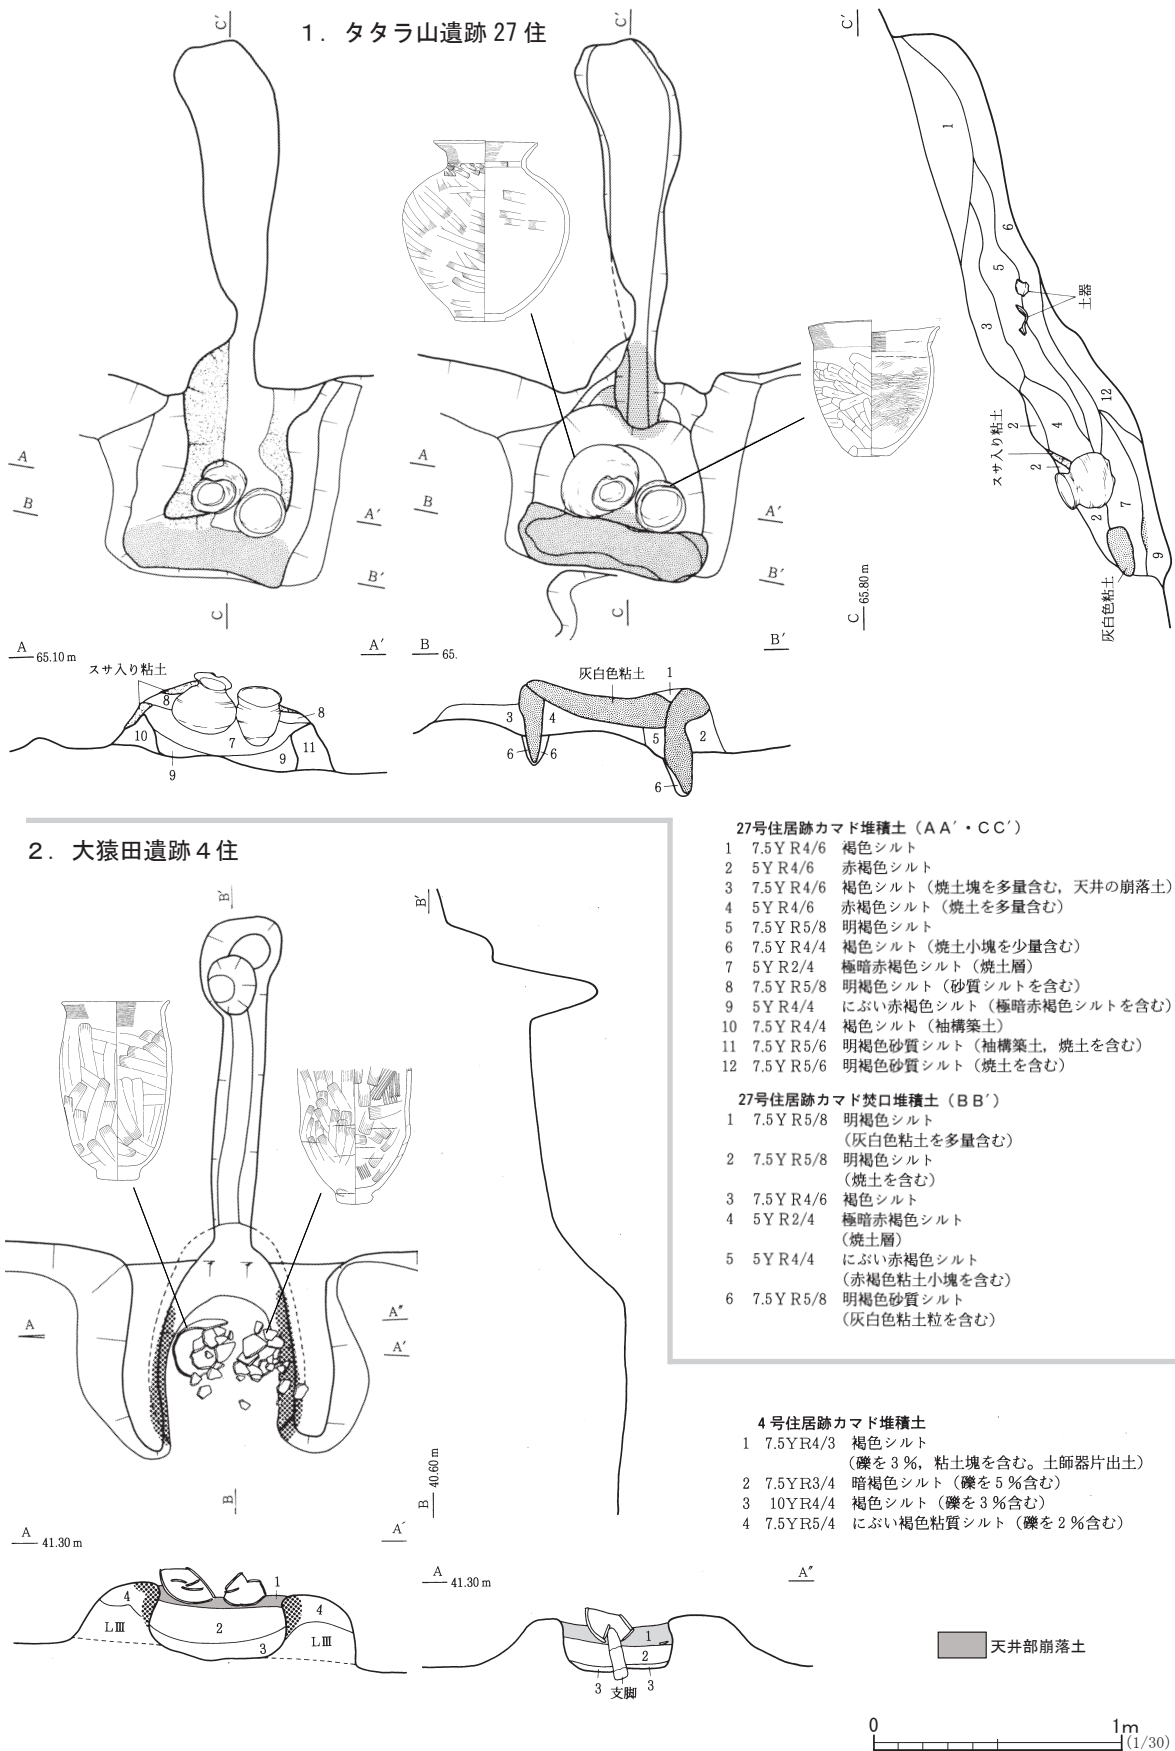 1．タタラ山遺跡 27 住
C′
C′
C′
1
6
5
3
土器
12
スサ入り粘土
2
4
2
7
2
9
灰白色粘土
C 65.80 m
A
B
A′
B′
C
A
B
A′
B′
C
A 65.10 m
A′
スサ入り粘土
8
8
10
7
11
9
9
B 65.
B′
灰白色粘土
1
3
4
5
2
6
6
6
27号住居跡カマド堆積土（ＡＡ′・ＣＣ′）
1 7.5ＹＲ4/6 褐色シルト
2 5ＹＲ4/6 赤褐色シルト
3 7.5ＹＲ4/6 褐色シルト（焼土塊を多量含む，天井の崩落土）
4 5ＹＲ4/6 赤褐色シルト（焼土を多量含む）
5 7.5ＹＲ5/8 明褐色シルト
6 7.5ＹＲ4/4 褐色シルト（焼土小塊を少量含む）
7 5ＹＲ2/4 極暗赤褐色シルト（焼土層）
8 7.5ＹＲ5/8 明褐色シルト（砂質シルトを含む）
9 5ＹＲ4/4 にぶい赤褐色シルト（極暗赤褐色シルトを含む）
10 7.5ＹＲ4/4 褐色シルト（袖構築土）
11 7.5ＹＲ5/6 明褐色砂質シルト（袖構築土，焼土を含む）
12 7.5ＹＲ5/6 明褐色砂質シルト（焼土を含む）
27号住居跡カマド焚口堆積土（ＢＢ′）
1 7.5ＹＲ5/8 明褐色シルト
（灰白色粘土を多量含む）
2 7.5ＹＲ5/8 明褐色シルト
（焼土を含む）
3 7.5ＹＲ4/6 褐色シルト
4 5ＹＲ2/4 極暗赤褐色シルト
（焼土層）
5 5ＹＲ4/4 にぶい赤褐色シルト
（赤褐色粘土小塊を含む）
6 7.5ＹＲ5/8 明褐色砂質シルト
（灰白色粘土粒を含む）
2．大猿田遺跡４住
B′
B′
A
A″
A′
B
B 40.60 m
A 41.30 m
A′
1
4
4
LⅢ
2
LⅢ
3
A 41.30 m
A″
1
2
3
3
支脚
4 号住居跡カマド堆積土
1 7.5YR4/3 褐色シルト
（礫を３％，粘土塊を含む。土師器片出土）
2 7.5YR3/4 暗褐色シルト（礫を５％含む）
3 10YR4/4 褐色シルト（礫を３％含む）
4 7.5YR5/4 にぶい褐色粘質シルト（礫を２％含む）
天井部崩落土
0 1m
(1/30)